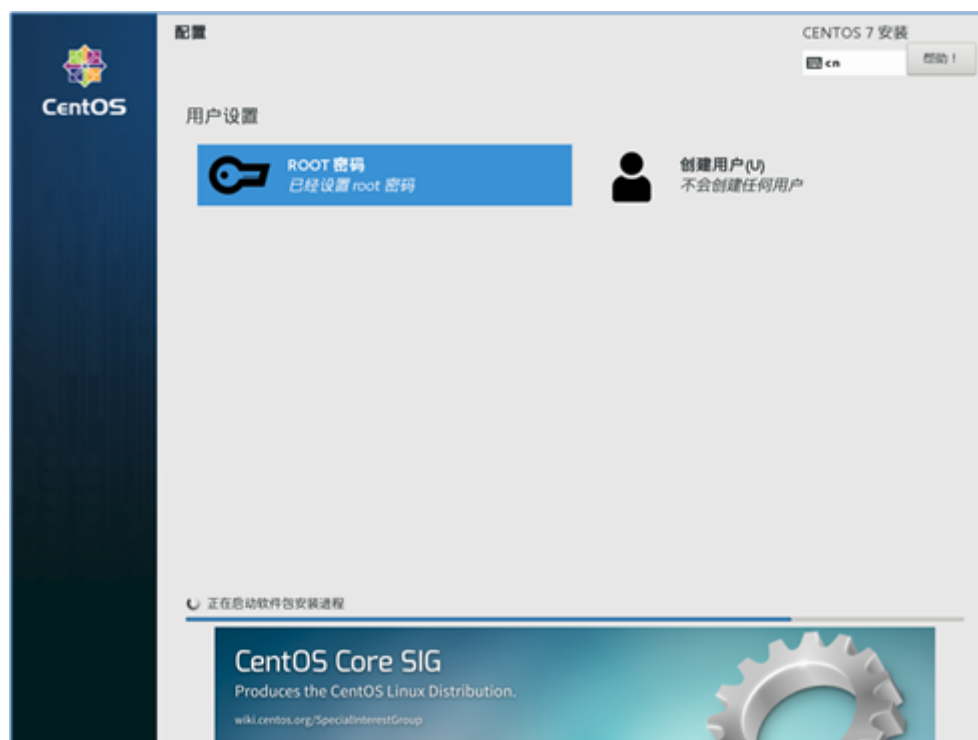 配置
CENTOS 7 安装
cn
帮助！
CentOS
用户设置
ROOT 密码
已经设置 root 密码
创建用户(U)
不会创建任何用户
正在启动软件包安装进程
CentOS Core SIG
Produces the CentOS Linux Distribution.
wiki.centos.org/SpecialInterestGroup